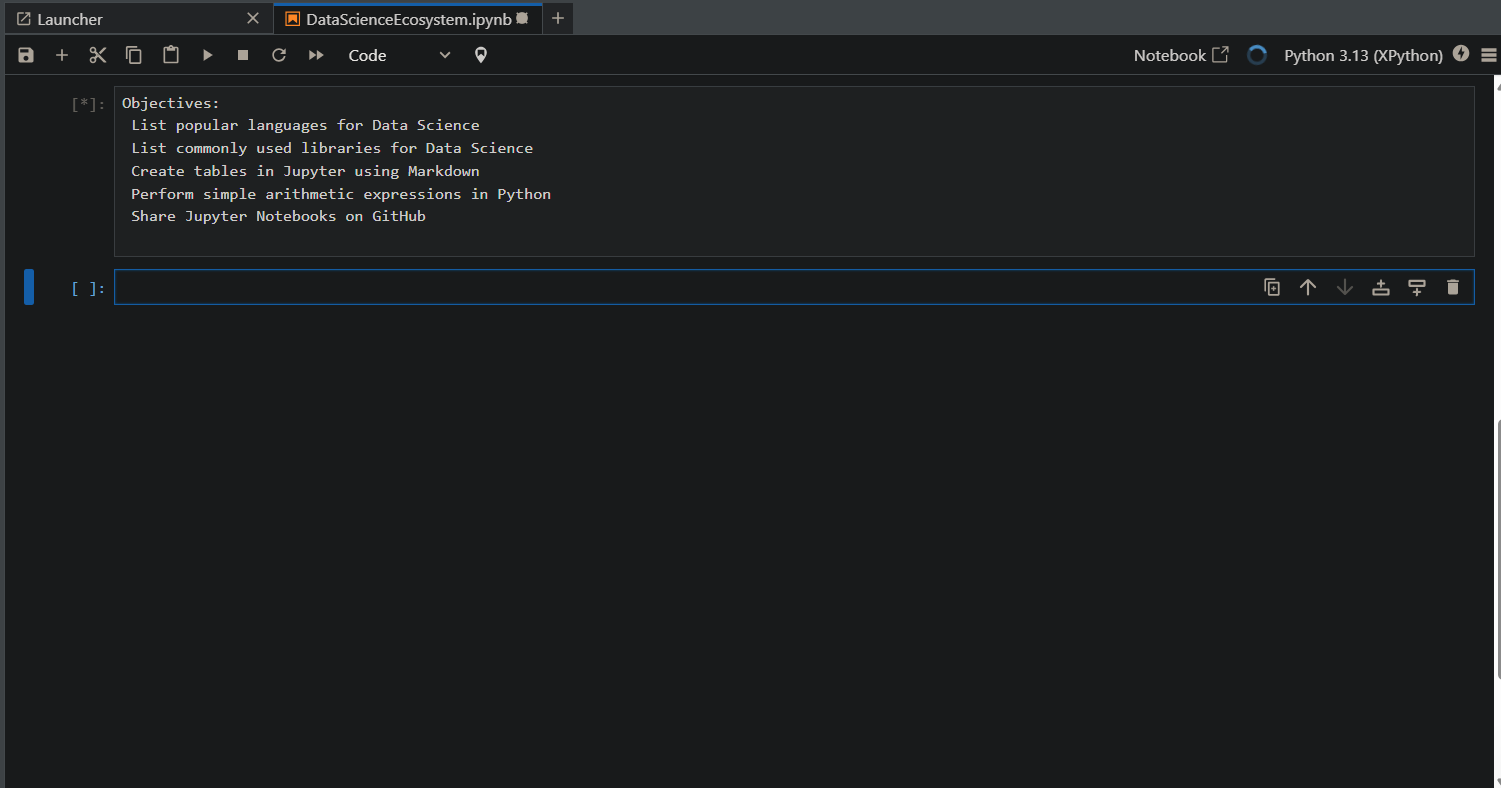 Launcher
DataScienceEcosystem.ipynb
Code
Notebook
Python 3.13 (XPython)
[*]:
Objectives:
List popular languages for Data Science
List commonly used libraries for Data Science
Create tables in Jupyter using Markdown
Perform simple arithmetic expressions in Python
Share Jupyter Notebooks on GitHub
[ ]: